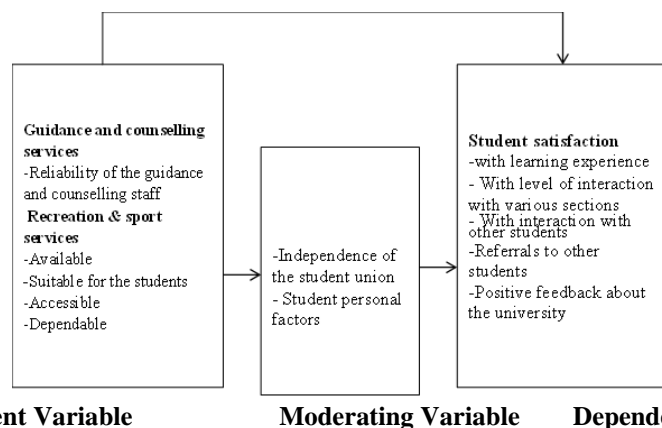 Guidance and counselling
services
-Reliability of the guidance
and counselling staff
Recreation & sport
services
-Available
-Suitable for the students
-Accessible
-Dependable
-Independence of
the student union
- Student personal
factors
Student satisfaction
-with learning experience
- With level of interaction
with various sections
- With interaction with
other students
-Referrals to other
students
-Positive feedback about
the university
ent Variable
Moderating Variable
Depende